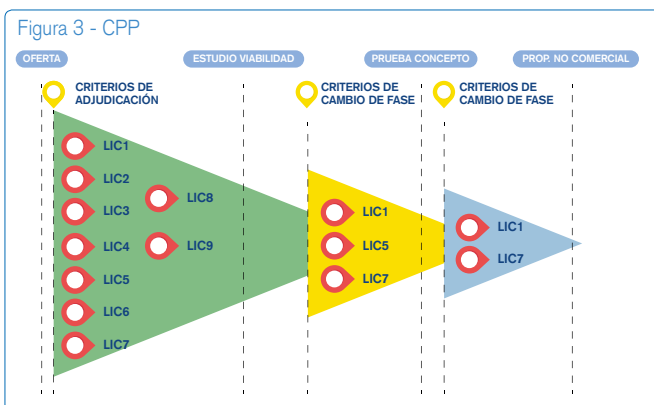 Figura 3 - CPP
OFERTA
ESTUDIO VIABILIDAD
PRUEBA CONCEPTO
PROP. NO COMERCIAL
CRITERIOS DE
ADJUDICACIÓN
CRITERIOS DE
CAMBIO DE FASE
CRITERIOS DE
CAMBIO DE FASE
LIC1
LIC2
LIC3
LIC4
LIC5
LIC6
LIC7
LIC8
LIC9
LIC1
LIC5
LIC7
LIC1
LIC7